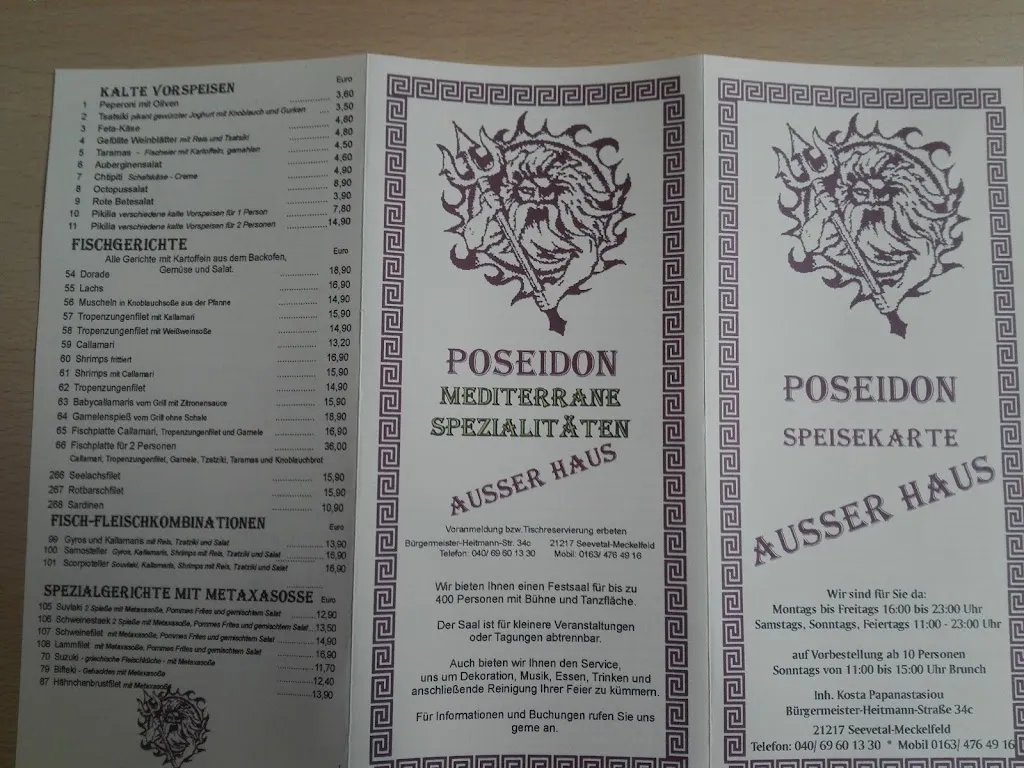 KALTE VORSPEISEN Euro
1 Peperoni mit Oliven 3,60
2 Tsatsiki pikant gewürzter Joghurt mit Knoblauch und Gurken 3,50
3 Feta-Käse 4,80
4 Gefüllte Weinblätter mit Reis und Tsatsiki 4,80
5 Taramas - Fischeier mit Kartoffeln, gemahlen 4,50
6 Auberginensalat 4,60
7 Chtipiti Schafskäse - Creme 4,90
8 Octopussalat 8,90
9 Rote Betesalat 3,90
10 Pikilia verschiedene kalte Vorspeisen für 1 Person 7,80
11 Pikilia verschiedene kalte Vorspeisen für 2 Personen 14,90
FISCHGERICHTE Euro
Alle Gerichte mit Kartoffeln aus dem Backofen,
Gemüse und Salat.
54 Dorade 18,90
55 Lachs 16,90
56 Muscheln in Knoblauchsoße aus der Pfanne 14,90
57 Tropenzungenfilet mit Kallamari 15,90
58 Tropenzungenfilet mit Weißweinsoße 14,90
59 Callamari 13,20
60 Shrimps frittiert 16,90
61 Shrimps mit Callamari 15,90
62 Tropenzungenfilet 14,90
63 Babycallamaris vom Grill mit Zitronensauce 15,90
64 Garnelenspieß vom Grill ohne Schale 18,90
65 Fischplatte Callamari, Tropenzungenfilet und Garnele 16,90
66 Fischplatte für 2 Personen 36,00
Callamari, Tropenzungenfilet, Garnele, Tzatziki, Taramas und Knoblauchbrot
266 Seelachsfilet 15,90
267 Rotbarschfilet 15,90
268 Sardinen 10,90
FISCH-FLEISCHKOMBINATIONEN Euro
99 Gyros und Kallamaris mit Reis, Tzatziki und Salat 13,90
100 Samosteller Gyros, Kallamaris, Shrimps mit Reis, Tzatziki und Salat 16,90
101 Scorpioteller Souvlaki, Kallamaris, Shrimps mit Reis, Tzatziki und Salat 16,90
SPEZIALGERICHTE MIT METAXASOSSE Euro
105 Suvlaki 2 Spieße mit Metaxasoße, Pommes Frites und gemischtem Salat 12,90
106 Schweinesteak 2 Spieße mit Metaxasoße, Pommes Frites und gemischtem Salat 13,50
107 Schweinefilet mit Metaxasoße, Pommes Frites und gemischtem Salat 14,90
108 Lammfilet mit Metaxasoße, Pommes Frites und gemischtem Salat 16,90
70 Suzuki - griechische Fleischküche - mit Metaxasoße 11,70
79 Bifteki - Gebacktes mit Metaxasoße 12,40
87 Hähnchenbrustfilet mit Metaxasoße 13,90
POSEIDON
MEDITERRANE
SPEZIALITÄTEN
AUSSER HAUS
Voranmeldung bzw.Tischreservierung erbeten
Bürgermeister-Heitmann-Str. 34c 21217 Seevetal-Meckelfeld
Telefon: 040/ 69 60 13 30 Mobil: 0163/ 476 49 16
Wir bieten Ihnen einen Festsaal für bis zu
400 Personen mit Bühne und Tanzfläche.
Der Saal ist für kleinere Veranstaltungen
oder Tagungen abtrennbar.
Auch bieten wir Ihnen den Service,
uns um Dekoration, Musik, Essen, Trinken und
anschließende Reinigung Ihrer Feier zu kümmern.
Für Informationen und Buchungen rufen Sie uns
gerne an.
POSEIDON
SPEISEKARTE
AUSSER HAUS
Wir sind für Sie da:
Montags bis Freitags 16:00 bis 23:00 Uhr
Samstags, Sonntags, Feiertags 11:00 - 23:00 Uhr
auf Vorbestellung ab 10 Personen
Sonntags von 11:00 bis 15:00 Uhr Brunch
Inh. Kosta Papanastasiou
Bürgermeister-Heitmann-Straße 34c
21217 Seevetal-Meckelfeld
Telefon: 040/ 69 60 13 30 * Mobil 0163/ 476 49 16